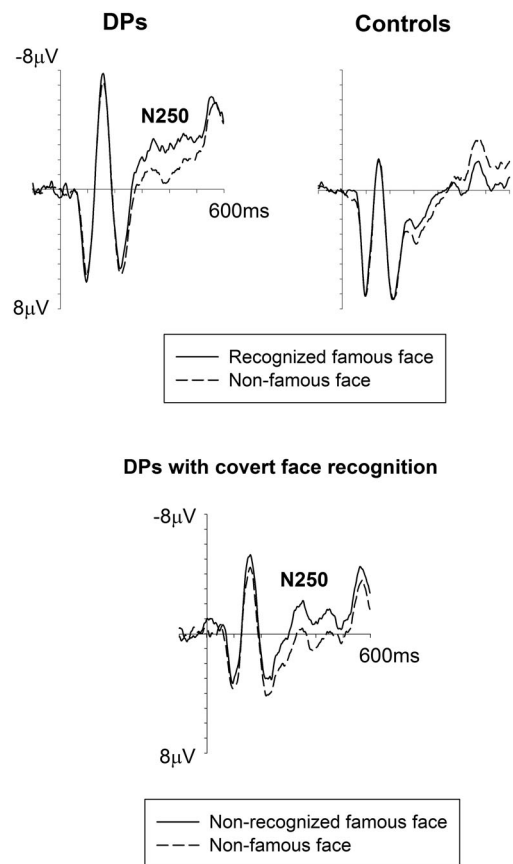 DPs Controls
-8μV
N250
600ms
8μV
Recognized famous face
Non-famous face
DPs with covert face recognition
-8μV
N250
600ms
8μV
Non-recognized famous face
Non-famous face